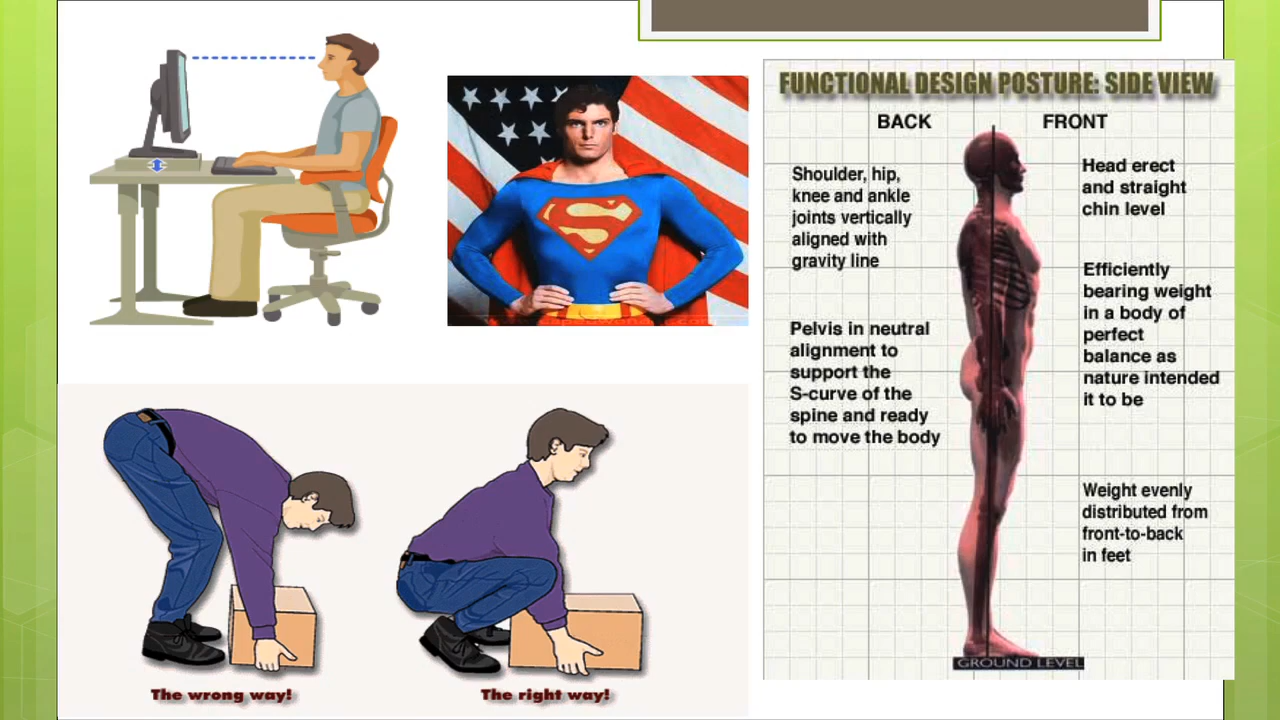 FUNCTIONAL DESIGN POSTURE: SIDE VIEW
BACK
FRONT
Shoulder, hip,
knee and ankle
joints vertically
aligned with
gravity line
Pelvis in neutral
alignment to
support the
S-curve of the
spine and ready
to move the body
Head erect
and straight
chin level
Efficiently
bearing weight
in a body of
perfect
balance as
nature intended
it to be
Weight evenly
distributed from
front-to-back
in feet
GROUND LEVEL
The wrong way!
The right way!